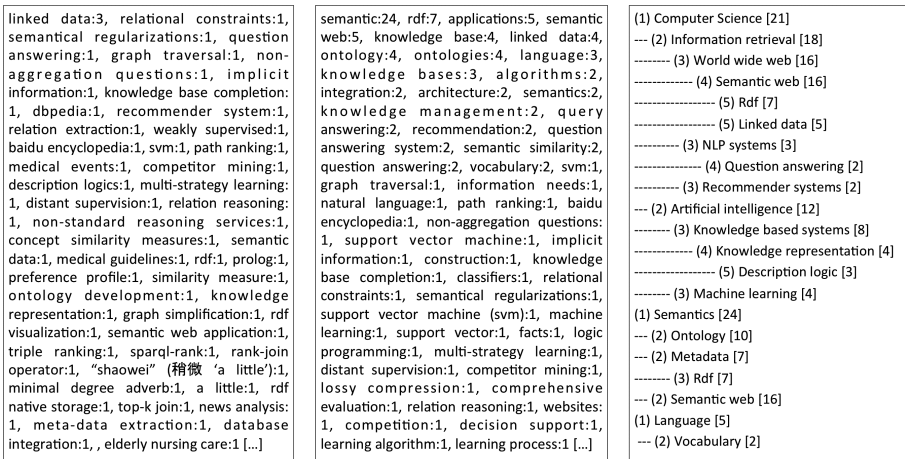 linked data:3, relational constraints:1,
semantical regularizations:1, question
answering:1, graph traversal:1, non-
aggregation questions:1, implicit
information:1, knowledge base completion:
1, dbpedia:1, recommender system:1,
relation extraction:1, weakly supervised:1,
baidu encyclopedia:1, svm:1, path ranking:1,
medical events:1, competitor mining:1,
description logics:1, multi-strategy learning:
1, distant supervision:1, relation reasoning:
1, non-standard reasoning services:1,
concept similarity measures:1, semantic
data:1, medical guidelines:1, rdf:1, prolog:1,
preference profile:1, similarity measure:1,
ontology development:1, knowledge
representation:1, graph simplification:1, rdf
visualization:1, semantic web application:1,
triple ranking:1, sparql-rank:1, rank-join
operator:1, "shaowei" (稍微 'a little'):1,
minimal degree adverb:1, a little:1, rdf
native storage:1, top-k join:1, news analysis:
1, meta-data extraction:1, database
integration:1, , elderly nursing care:1 [...]
semantic:24, rdf:7, applications:5, semantic
web:5, knowledge base:4, linked data:4,
ontology:4, ontologies:4, language:3,
knowledge bases:3, algorithms:2,
integration:2, architecture:2, semantics:2,
knowledge management:2, query
answering:2, recommendation:2, question
answering system:2, semantic similarity:2,
question answering:2, vocabulary:2, svm:1,
graph traversal:1, information needs:1,
natural language:1, path ranking:1, baidu
encyclopedia:1, non-aggregation questions:
1, support vector machine:1, implicit
information:1, construction:1, knowledge
base completion:1, classifiers:1, relational
constraints:1, semantical regularizations:1,
support vector machine (svm):1, machine
learning:1, support vector:1, facts:1, logic
programming:1, multi-strategy learning:1,
distant supervision:1, competitor mining:1,
lossy compression:1, comprehensive
evaluation:1, relation reasoning:1, websites:
1, competition:1, decision support:1,
learning algorithm:1, learning process:1 [...]
(1) Computer Science [21]
--- (2) Information retrieval [18]
-------- (3) World wide web [16]
------------- (4) Semantic web [16]
------------------ (5) Rdf [7]
------------------ (5) Linked data [5]
---------- (3) NLP systems [3]
--------------- (4) Question answering [2]
---------- (3) Recommender systems [2]
--- (2) Artificial intelligence [12]
-------- (3) Knowledge based systems [8]
------------- (4) Knowledge representation [4]
------------------ (5) Description logic [3]
-------- (3) Machine learning [4]
(1) Semantics [24]
--- (2) Ontology [10]
--- (2) Metadata [7]
-------- (3) Rdf [7]
--- (2) Semantic web [16]
(1) Language [5]
--- (2) Vocabulary [2]